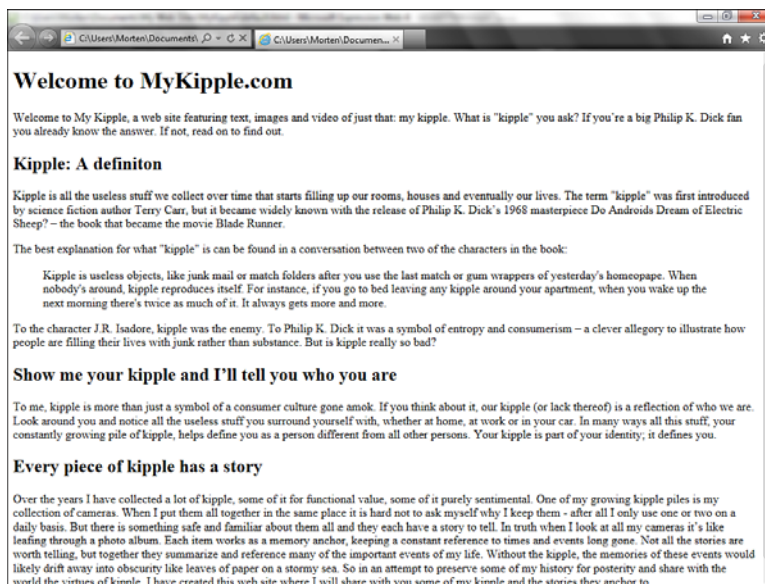 C:\Users\Morten\Documents\
C:\Users\Morten\Documen...
Welcome to MyKipple.com
Welcome to My Kipple, a web site featuring text, images and video of just that: my kipple. What is "kipple" you ask? If you're a big Philip K. Dick fan
you already know the answer. If not, read on to find out.
Kipple: A definiton
Kipple is all the useless stuff we collect over time that starts filling up our rooms, houses and eventually our lives. The term "kipple" was first introduced
by science fiction author Terry Carr, but it became widely known with the release of Philip K. Dick's 1968 masterpiece Do Androids Dream of Electric
Sheep? – the book that became the movie Blade Runner.
The best explanation for what "kipple" is can be found in a conversation between two of the characters in the book:
Kipple is useless objects, like junk mail or match folders after you use the last match or gum wrappers of yesterday's homeopape. When
nobody's around, kipple reproduces itself. For instance, if you go to bed leaving any kipple around your apartment, when you wake up the
next morning there's twice as much of it. It always gets more and more.
To the character J.R. Isadore, kipple was the enemy. To Philip K. Dick it was a symbol of entropy and consumerism – a clever allegory to illustrate how
people are filling their lives with junk rather than substance. But is kipple really so bad?
Show me your kipple and I'll tell you who you are
To me, kipple is more than just a symbol of a consumer culture gone amok. If you think about it, our kipple (or lack thereof) is a reflection of who we are.
Look around you and notice all the useless stuff you surround yourself with, whether at home, at work or in your car. In many ways all this stuff, your
constantly growing pile of kipple, helps define you as a person different from all other persons. Your kipple is part of your identity; it defines you.
Every piece of kipple has a story
Over the years I have collected a lot of kipple, some of it for functional value, some of it purely sentimental. One of my growing kipple piles is my
collection of cameras. When I put them all together in the same place it is hard not to ask myself why I keep them - after all I only use one or two on a
daily basis. But there is something safe and familiar about them all and they each have a story to tell. In truth when I look at all my cameras it's like
leafing through a photo album. Each item works as a memory anchor, keeping a constant reference to times and events long gone. Not all the stories are
worth telling, but together they summarize and reference many of the important events of my life. Without the kipple, the memories of these events would
likely drift away into obscurity like leaves of paper on a stormy sea. So in an attempt to preserve some of my history for posterity and share with the
world the virtues of kipple, I have created this web site where I will share with you some of my kipple and the stories they anchor to.